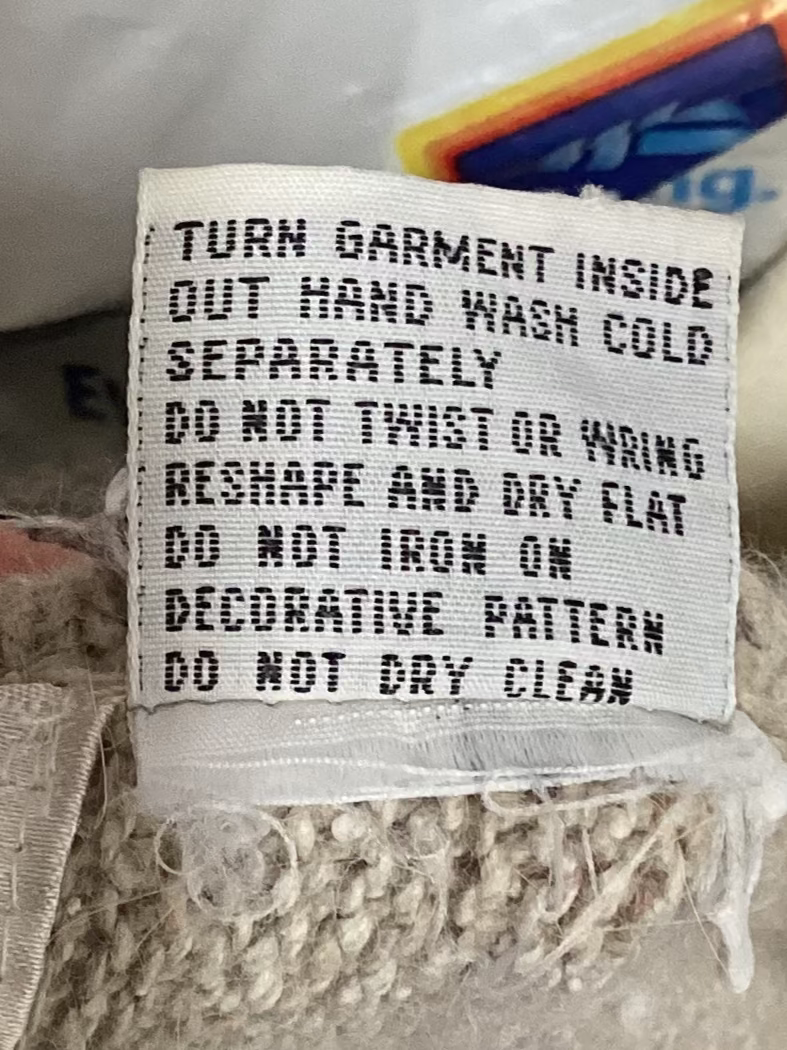 TURN GARMENT INSIDE
OUT HAND WASH COLD
SEPARATELY
DO NOT TWIST OR WRING
RESHAPE AND DRY FLAT
DO NOT IRON ON
DECORATIVE PATTERN
DO NOT DRY CLEAN